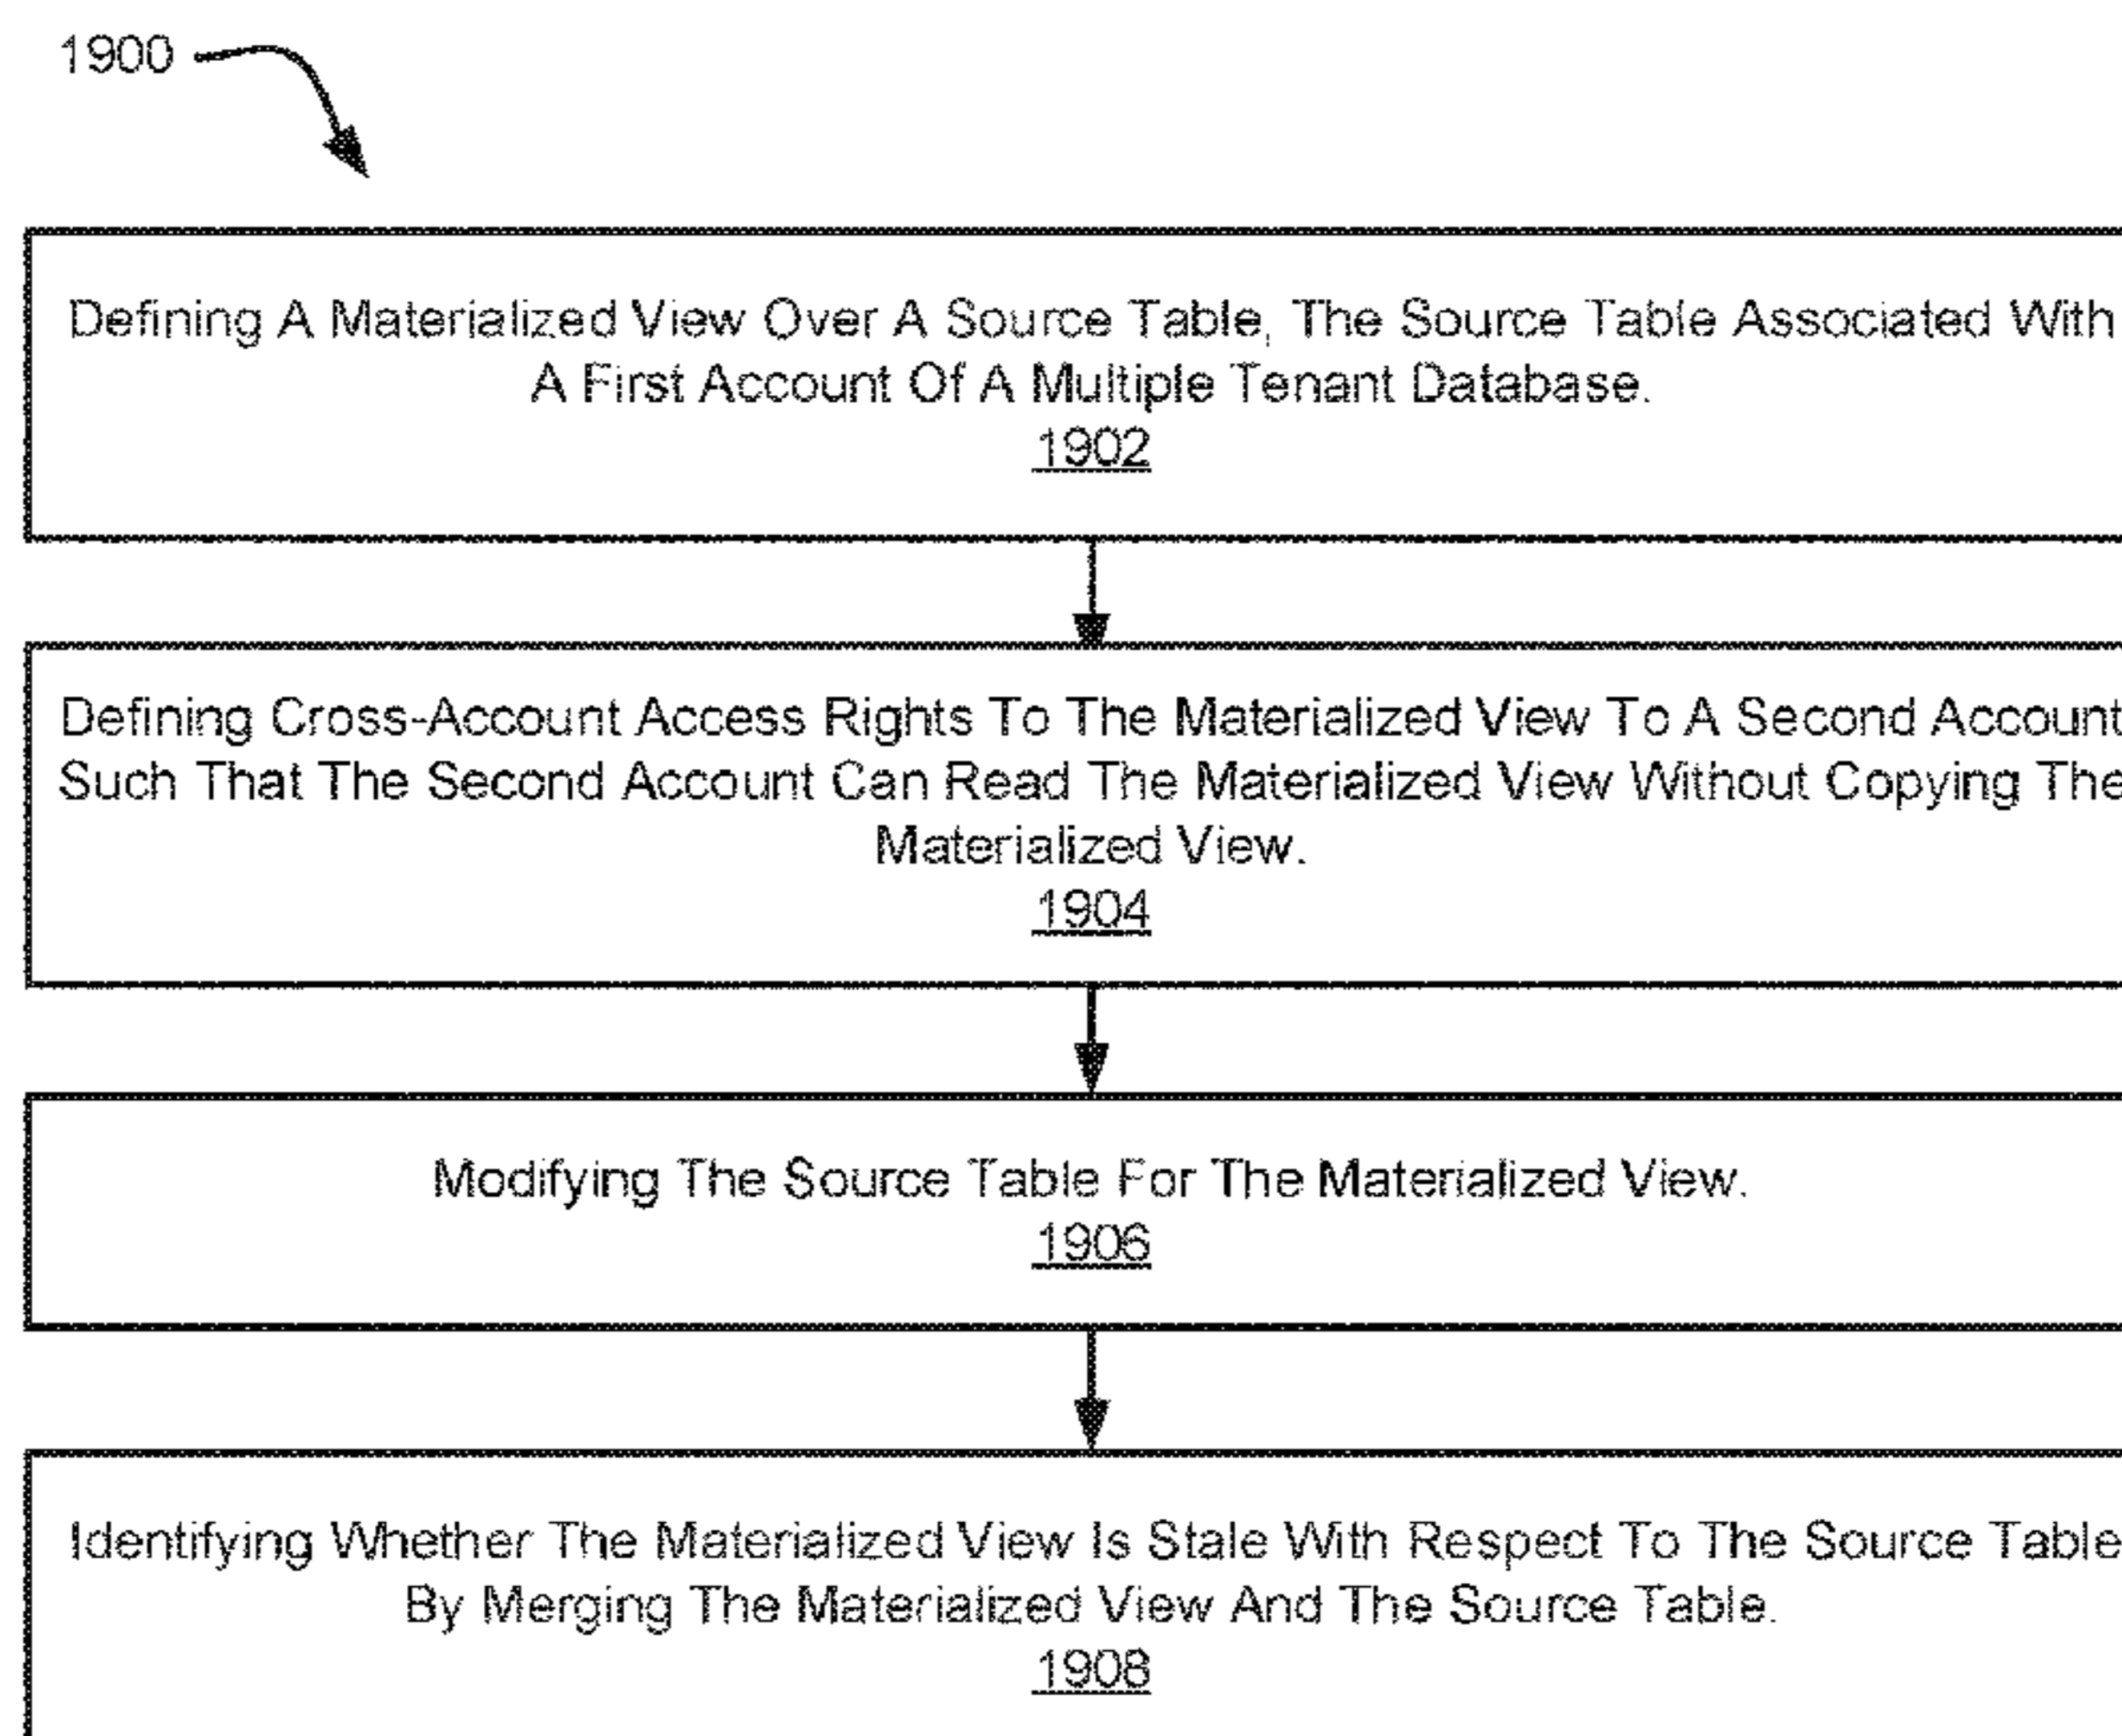 1900
Defining A Materialized View Over A Source Table, The Source Table Associated With
A First Account Of A Multiple Tenant Database.
1902
Defining Cross-Account Access Rights To The Materialized View To A Second Account
Such That The Second Account Can Read The Materialized View Without Copying The
Materialized View.
1904
Modifying The Source Table For The Materialized View.
1906
Identifying Whether The Materialized View Is Stale With Respect To The Source Table
By Merging The Materialized View And The Source Table.
1908